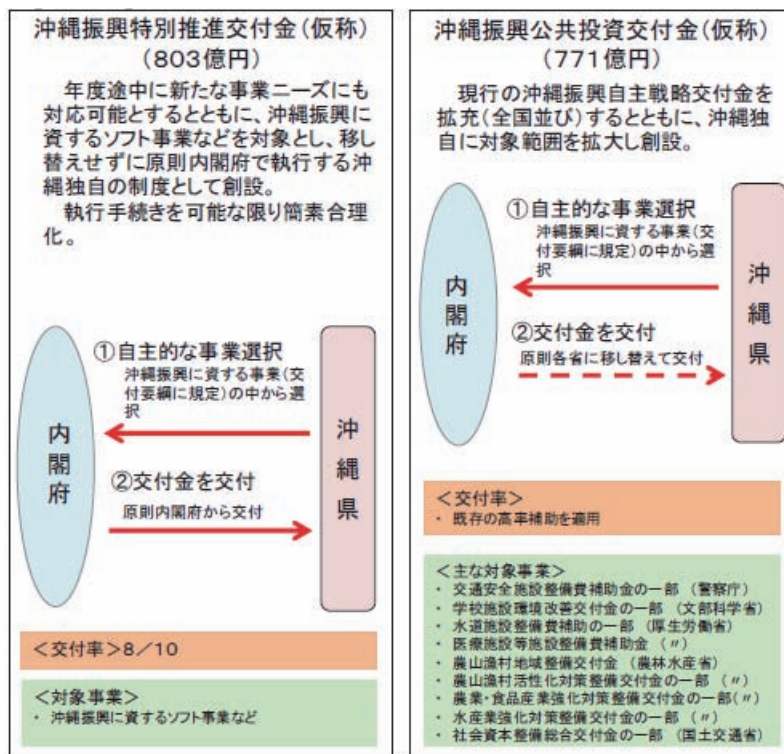 沖縄振興特別推進交付金(仮称)
(803億円)
年度途中に新たな事業ニーズにも
対応可能とするとともに、沖縄振興に
資するソフト事業などを対象とし、移し
替えせずに原則内閣府で執行する沖
縄独自の制度として創設。
執行手続きを可能な限り簡素合理
化。
①自主的な事業選択
沖縄振興に資する事業(交
付要綱に規定)の中から選
択
内閣府
沖縄県
②交付金を交付
原則内閣府から交付
<交付率>8/10
<対象事業>
・ 沖縄振興に資するソフト事業など
沖縄振興公共投資交付金(仮称)
(771億円)
現行の沖縄振興自主戦略交付金を
拡充(全国並び)するとともに、沖縄独
自に対象範囲を拡大し創設。
①自主的な事業選択
沖縄振興に資する事業(交
付要綱に規定)の中から選
択
内閣府
沖縄県
②交付金を交付
原則各省に移し替えて交付
<交付率>
・ 既存の高率補助を適用
<主な対象事業>
・ 交通安全施設整備費補助金の一部 (警察庁)
・ 学校施設環境改善交付金の一部 (文部科学省)
・ 水道施設整備費補助の一部 (厚生労働省)
・ 医療施設等施設整備費補助金 (〃)
・ 農山漁村地域整備交付金 (農林水産省)
・ 農山漁村活性化対策整備交付金の一部 (〃)
・ 農業・食品産業強化対策整備交付金の一部(〃)
・ 水産業強化対策整備交付金の一部 (〃)
・ 社会資本整備総合交付金の一部 (国土交通省)